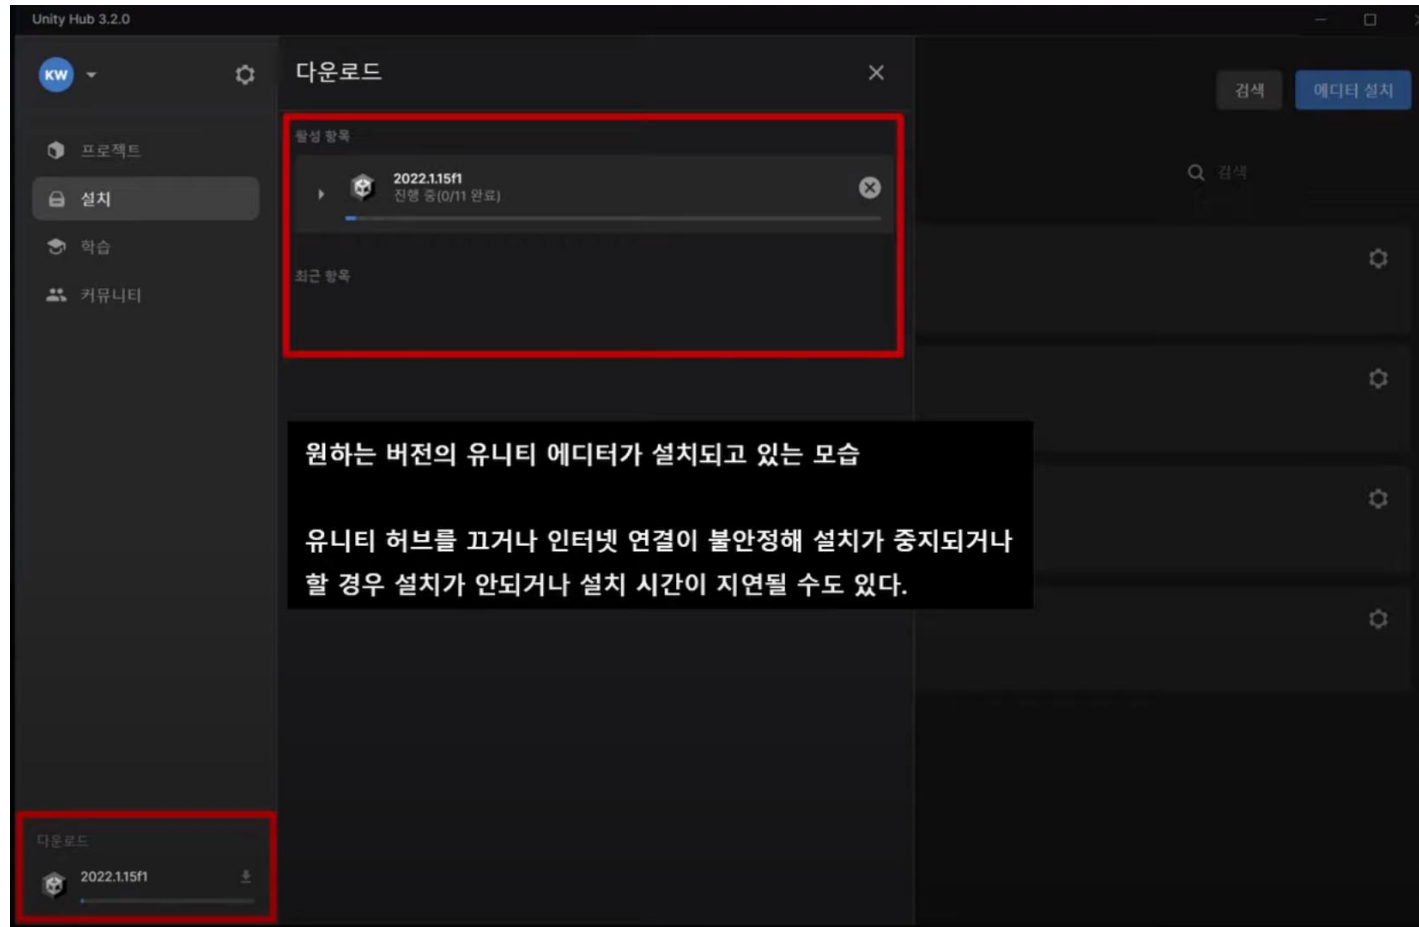 Unity Hub 3.2.0
KW
다운로드
검색
에디터 설치
프로젝트
설치
학습
커뮤니티
활성 항목
2022.1.15f1
진행 중(0/11 완료)
최근 항목
검색
원하는 버전의 유니티 에디터가 설치되고 있는 모습
유니티 허브를 끄거나 인터넷 연결이 불안정해 설치가 중지되거나
할 경우 설치가 안되거나 설치 시간이 지연될 수도 있다.
다운로드
2022.1.15f1